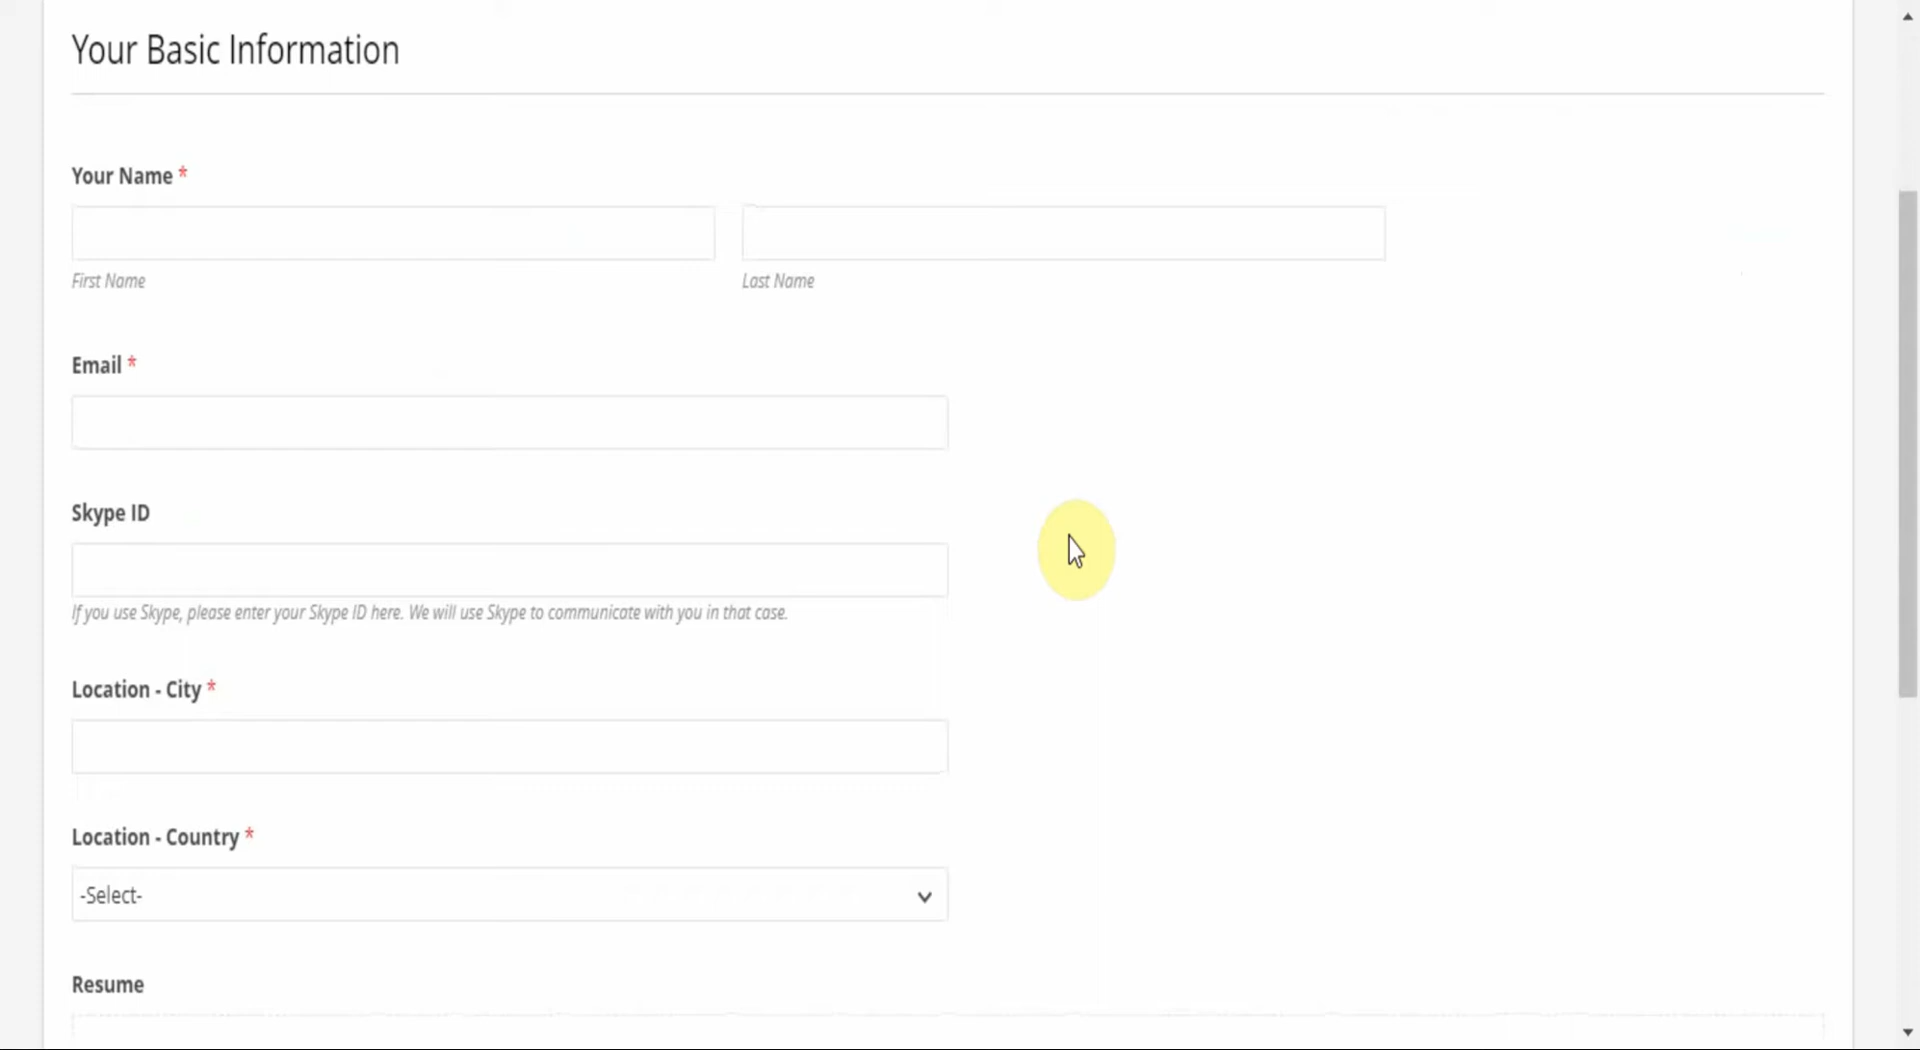 Your Basic Information
Your Name *
First Name
Last Name
Email *
Skype ID
If you use Skype, please enter your Skype ID here. We will use Skype to communicate with you in that case.
Location - City *
Location - Country *
-Select-
Resume